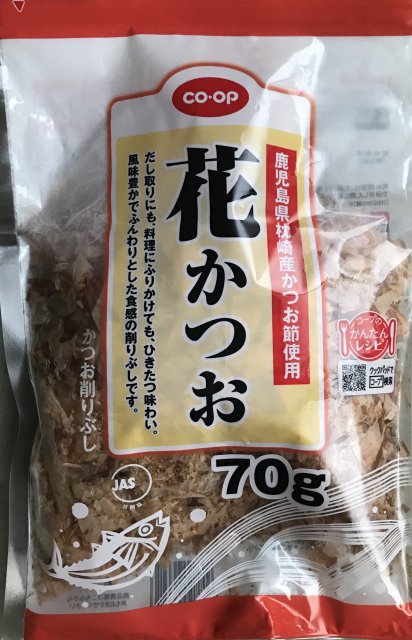 CO·OP
鹿児島県枕崎産かつお節使用
花かつお
だし取りにも、料理にふりかけても、ひきたつ味わい。
風味豊かでふんわりとした食感の削りぶしです。
コープの
かんたん
レシピ
クックパッドで
コープ 検索
かつお削りぶし
70g
JAS